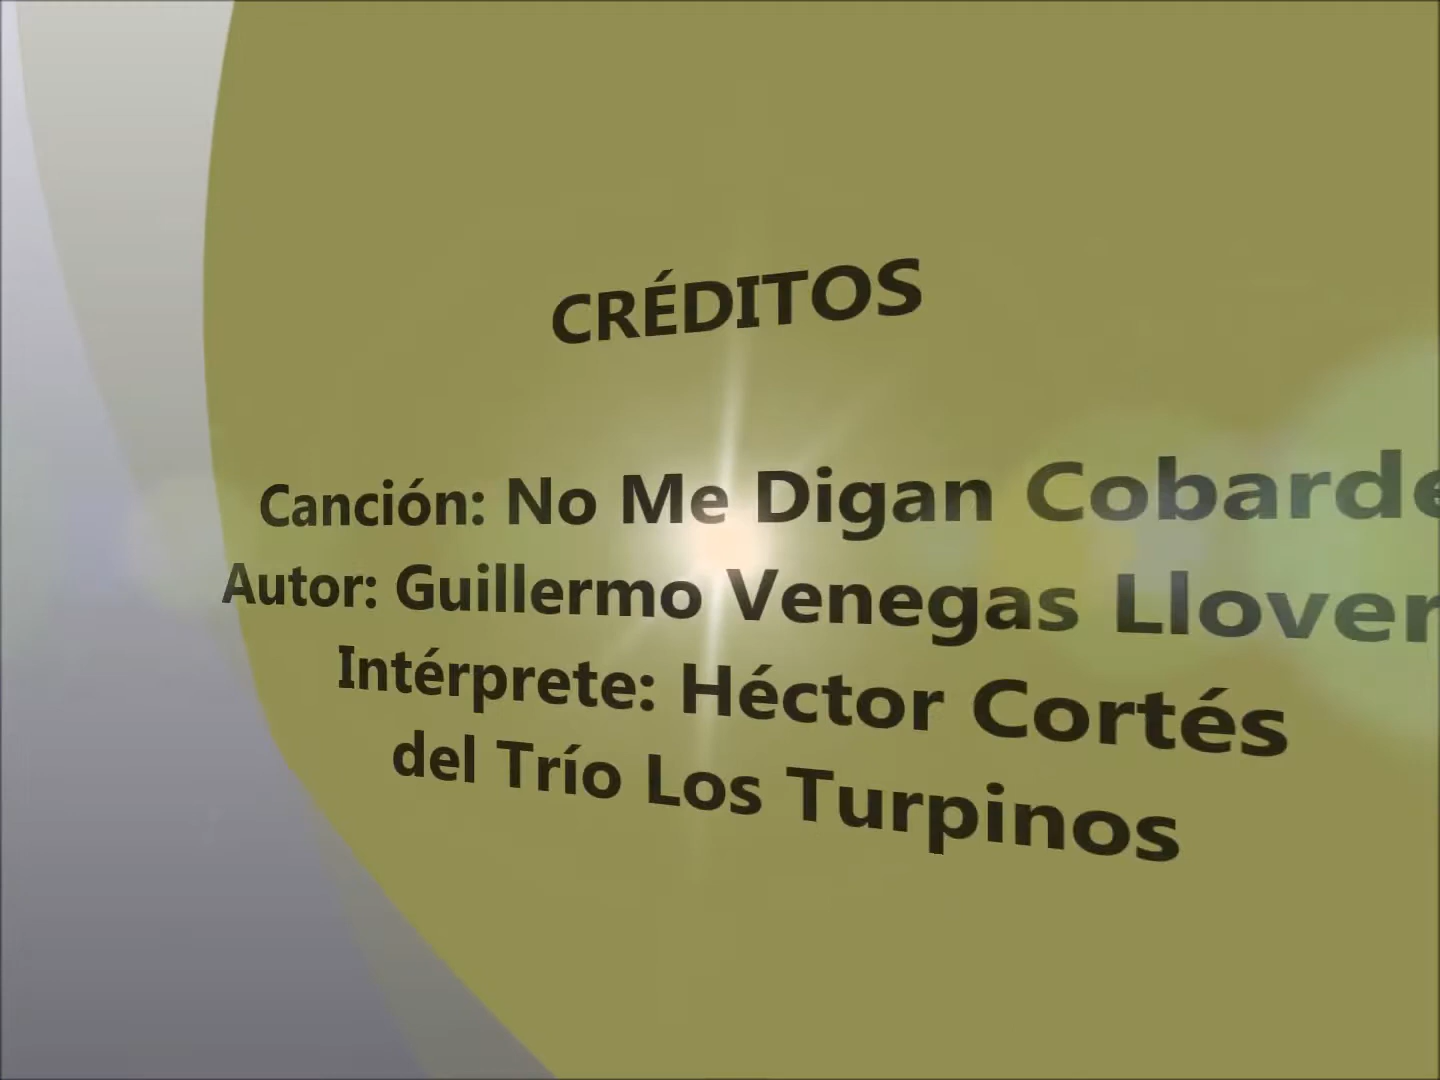 CRÉDITOS
Canción: No Me Digan Cobarde
Autor: Guillermo Venegas Llover
Intérprete: Héctor Cortés
del Trío Los Turpinos